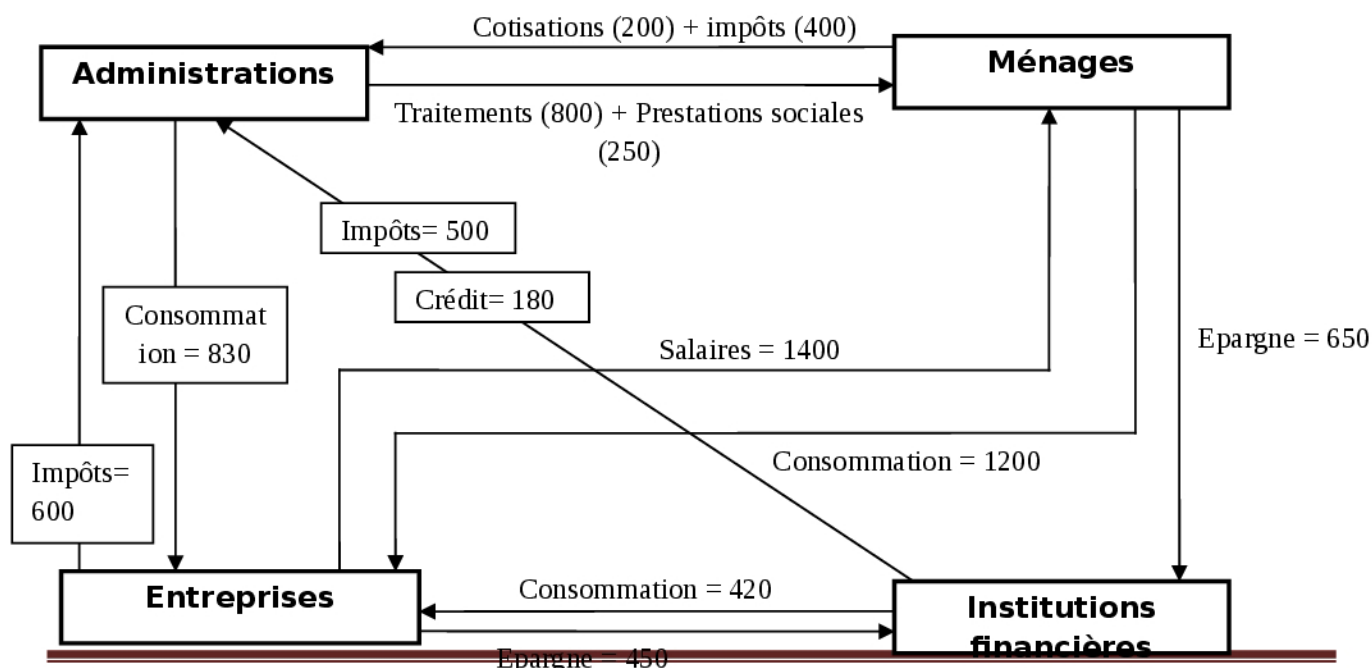 Cotisations (200) + impôts (400)
Administrations
Ménages
Traitements (800) + Prestations sociales
(250)
Impôts= 500
Crédit= 180
Consommat
ion = 830
Salaires = 1400
Epargne = 650
Consommation = 1200
Impôts=
600
Entreprises
Consommation = 420
Institutions
financières
Epargne = 450